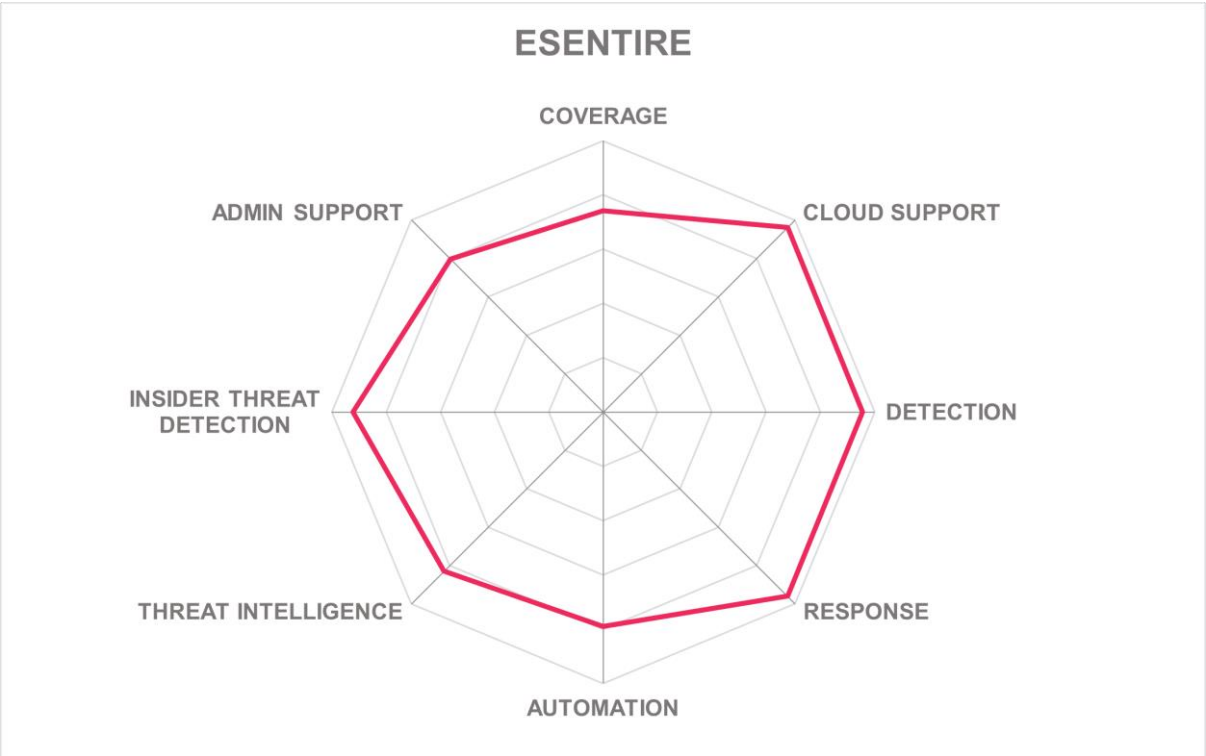 ESENTIRE
COVERAGE
CLOUD SUPPORT
DETECTION
RESPONSE
AUTOMATION
THREAT INTELLIGENCE
INSIDER THREAT
DETECTION
ADMIN SUPPORT